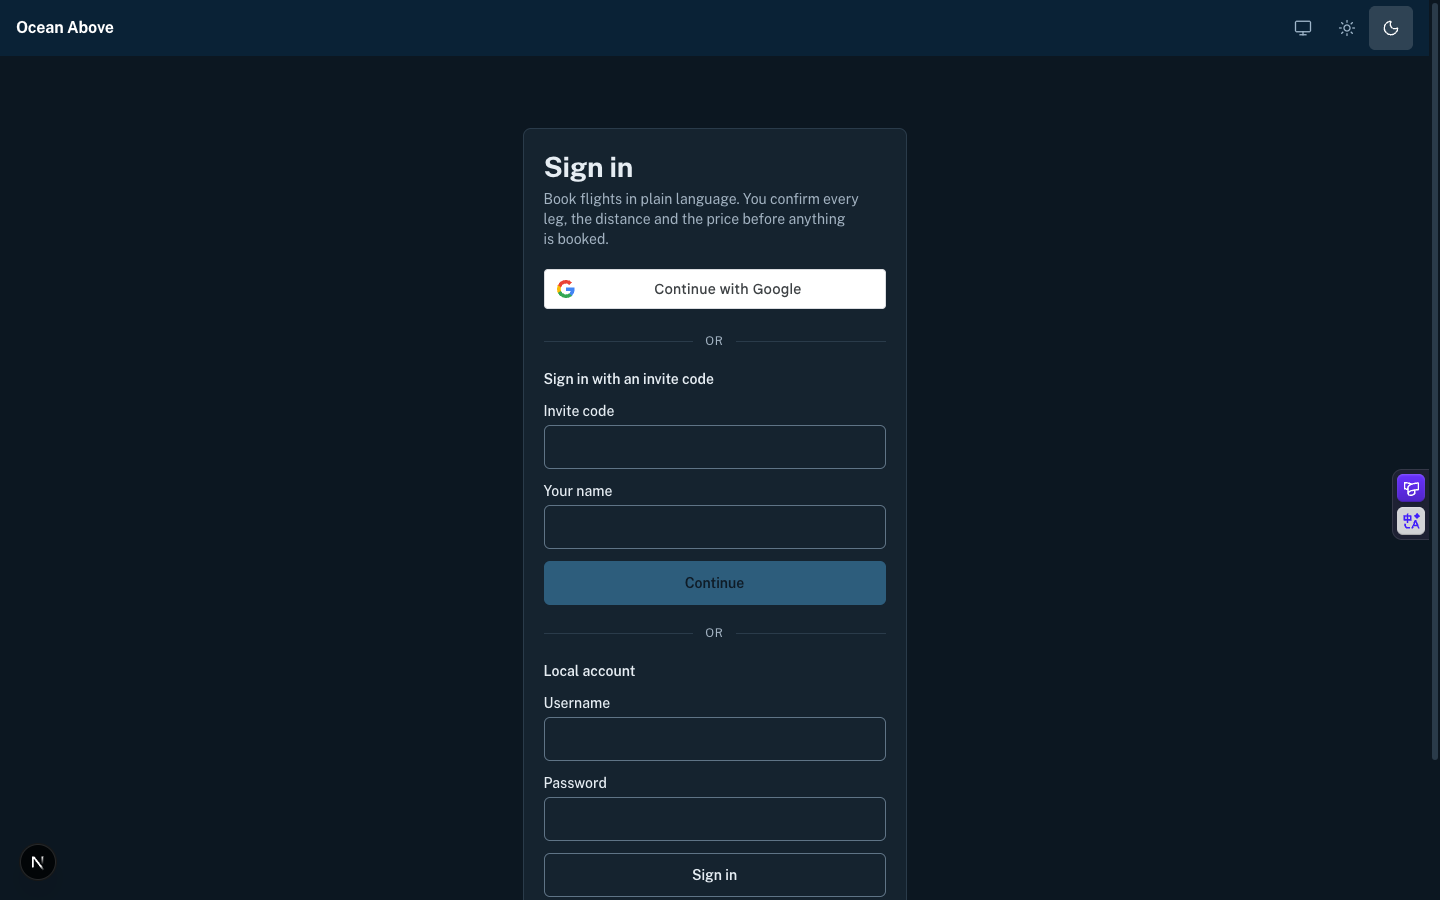 Ocean Above
Sign in
Book flights in plain language. You confirm every
leg, the distance and the price before anything
is booked.
Continue with Google
OR
Sign in with an invite code
Invite code
Your name
Continue
OR
Local account
Username
Password
Sign in